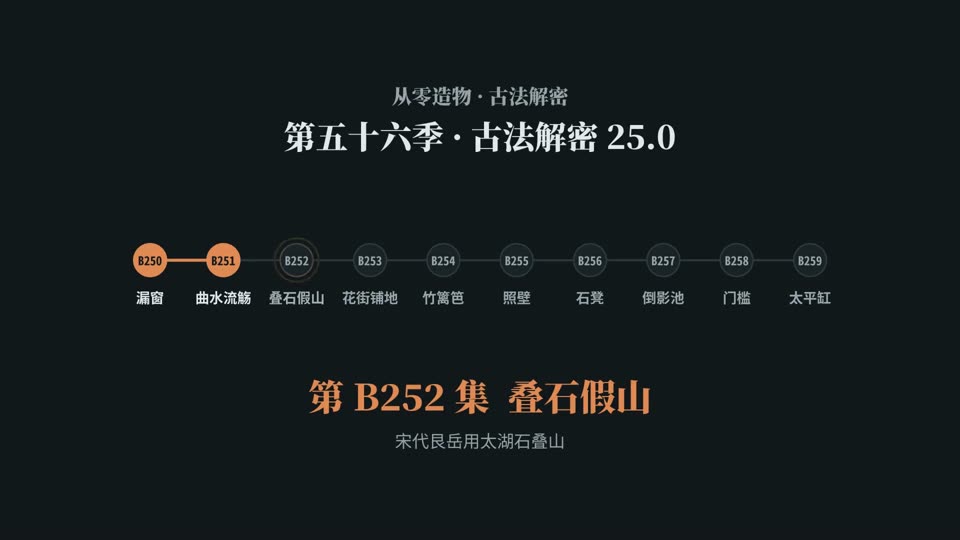 从零造物 · 古法解密
第五十六季 · 古法解密 25.0
B250 B251 B252 B253 B254 B255 B256 B257 B258 B259
漏窗 曲水流觞 叠石假山 花街铺地 竹篱笆 照壁 石凳 倒影池 门槛 太平缸
第 B252 集 叠石假山
宋代艮岳用太湖石叠山